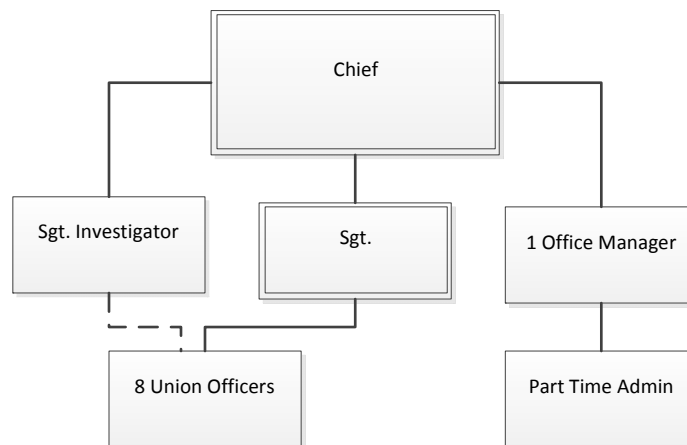 Chief
Sgt. Investigator
Sgt.
1 Office Manager
8 Union Officers
Part Time Admin